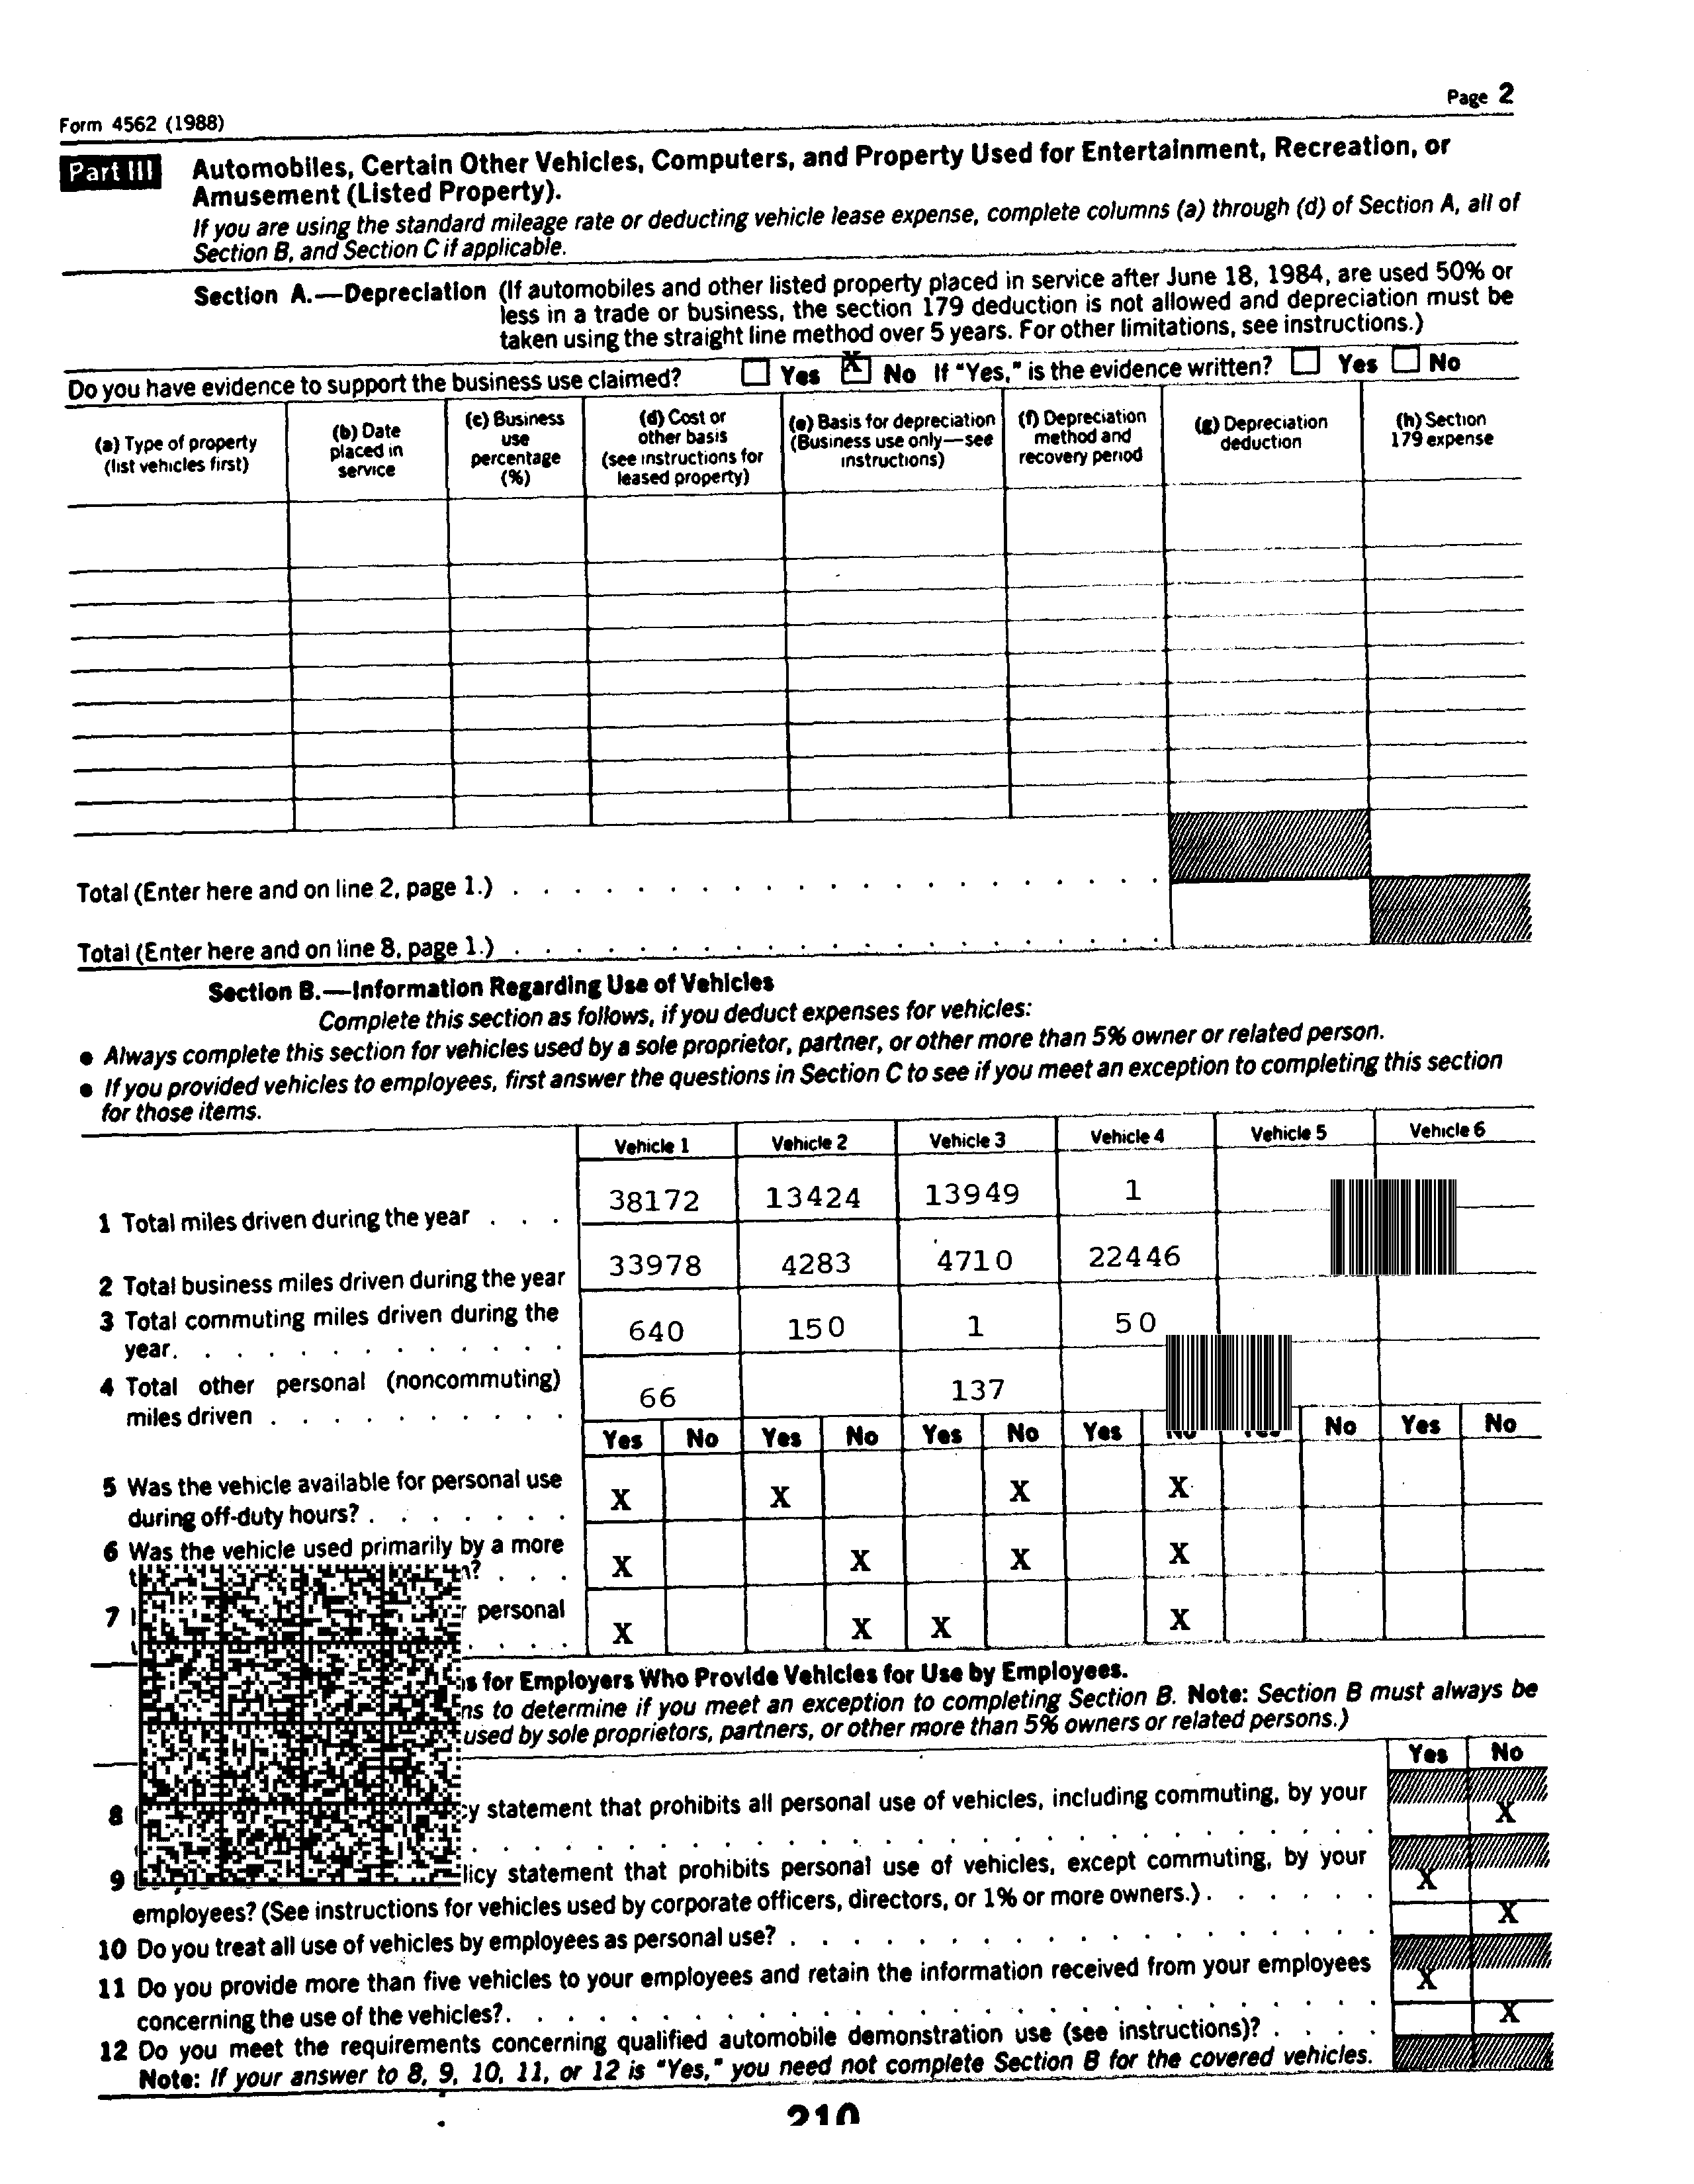 Page 2
Form 4562 (1988)
Part III Automobiles, Certain Other Vehicles, Computers, and Property Used for Entertainment, Recreation, or
Amusement (Listed Property).
If you are using the standard mileage rate or deducting vehicle lease expense, complete columns (a) through (d) of Section A, all of
Section B, and Section C if applicable.
Section A.—Depreciation (If automobiles and other listed property placed in service after June 18, 1984, are used 50% or
less in a trade or business, the section 179 deduction is not allowed and depreciation must be
taken using the straight line method over 5 years. For other limitations, see instructions.)
Do you have evidence to support the business use claimed? Yes X No If "Yes," is the evidence written? Yes No
(a) Type of property
(list vehicles first)
(b) Date
placed in
service
(c) Business
use
percentage
(%)
(d) Cost or
other basis
(see instructions for
leased property)
(e) Basis for depreciation
(Business use only—see
instructions)
(f) Depreciation
method and
recovery period
(g) Depreciation
deduction
(h) Section
179 expense
Total (Enter here and on line 2, page 1.)
Total (Enter here and on line 8, page 1.)
Section B.—Information Regarding Use of Vehicles
Complete this section as follows, if you deduct expenses for vehicles:
● Always complete this section for vehicles used by a sole proprietor, partner, or other more than 5% owner or related person.
● If you provided vehicles to employees, first answer the questions in Section C to see if you meet an exception to completing this section
for those items.
Vehicle 1 Vehicle 2 Vehicle 3 Vehicle 4 Vehicle 5 Vehicle 6
1 Total miles driven during the year . . . 38172 13424 13949 1
2 Total business miles driven during the year 33978 4283 4710 22446
3 Total commuting miles driven during the
year. 640 150 1 50
4 Total other personal (noncommuting)
miles driven 66 137
Yes No Yes No Yes No Yes No Yes No Yes No
5 Was the vehicle available for personal use
during off-duty hours? X X X X
6 Was the vehicle used primarily by a more
X X X X
7 personal
X X X X
for Employers Who Provide Vehicles for Use by Employees.
to determine if you meet an exception to completing Section B. Note: Section B must always be
used by sole proprietors, partners, or other more than 5% owners or related persons.)
Yes No
8 statement that prohibits all personal use of vehicles, including commuting, by your
X
9 statement that prohibits personal use of vehicles, except commuting, by your
employees? (See instructions for vehicles used by corporate officers, directors, or 1% or more owners.) X
10 Do you treat all use of vehicles by employees as personal use? X
11 Do you provide more than five vehicles to your employees and retain the information received from your employees
concerning the use of the vehicles? X
12 Do you meet the requirements concerning qualified automobile demonstration use (see instructions)? X
Note: If your answer to 8, 9, 10, 11, or 12 is "Yes," you need not complete Section B for the covered vehicles.
210